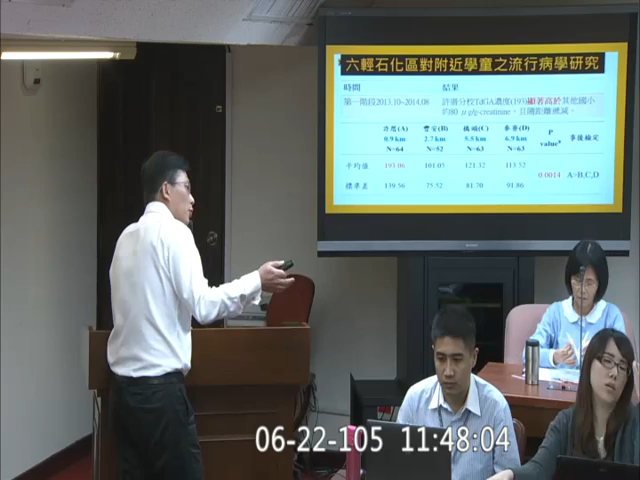 六輕石化區對附近學童之流行病學研究
時間 結果
第一階段2013.10~2014.08 許厝分校TdGA濃度(193)顯著高於其他國小
約80 μg/g-creatinine，且隨距離遞減。
許厝(A) 豐安(B) 橋頭(C) 麥寮(D) P 事後檢定
0.9 km 2.7 km 5.5 km 6.9 km value
N=64 N=52 N=63 N=63
平均值 193.06 101.05 121.32 113.52 0.0014 A>B,C,D
標準差 139.56 75.52 81.70 91.86
06-22-105 11:48:04